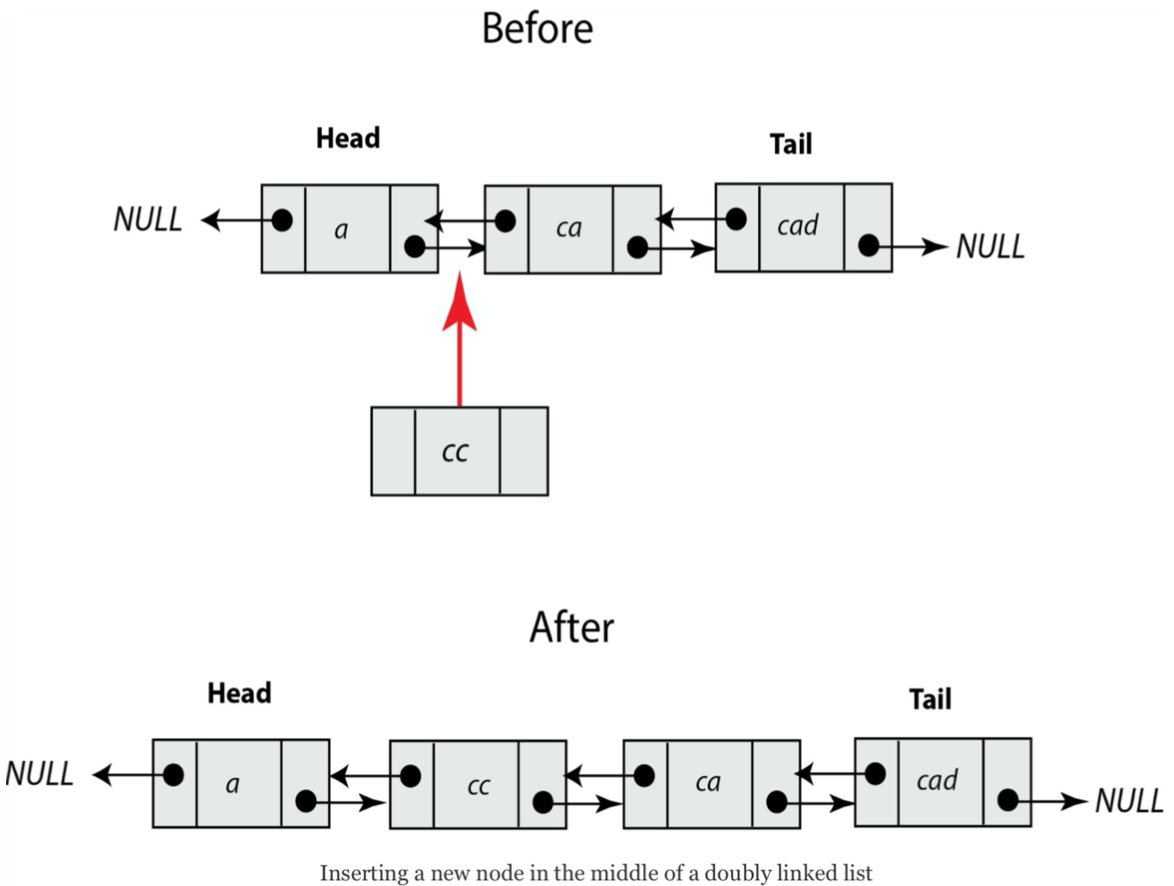 Before
Head
Tail
NULL
a
ca
cad
NULL
cc
After
Head
Tail
NULL
a
cc
ca
cad
NULL
Inserting a new node in the middle of a doubly linked list